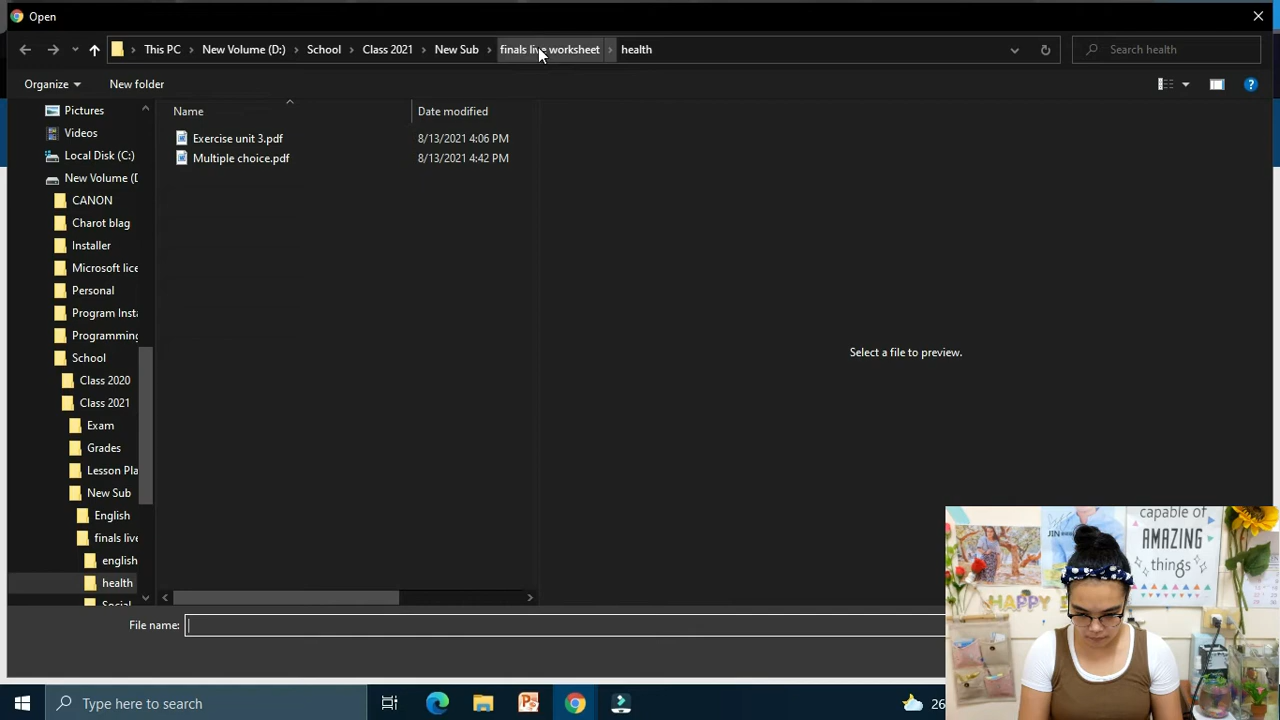 Open
This PC > New Volume (D:) > School > Class 2021 > New Sub > finals live worksheet > health
Search health
Organize
New folder
Name
Date modified
Exercise unit 3.pdf 8/13/2021 4:06 PM
Multiple choice.pdf 8/13/2021 4:42 PM
Pictures
Videos
Local Disk (C:)
New Volume (D
CANON
Charot blag
Installer
Microsoft lice
Personal
Program Insta
Programming
School
Class 2020
Class 2021
Exam
Grades
Lesson Pla
New Sub
English
finals live
english
health
Social
Select a file to preview.
File name:
capable of
AMAZING
things
JIN
HAPPY
Type here to search
26